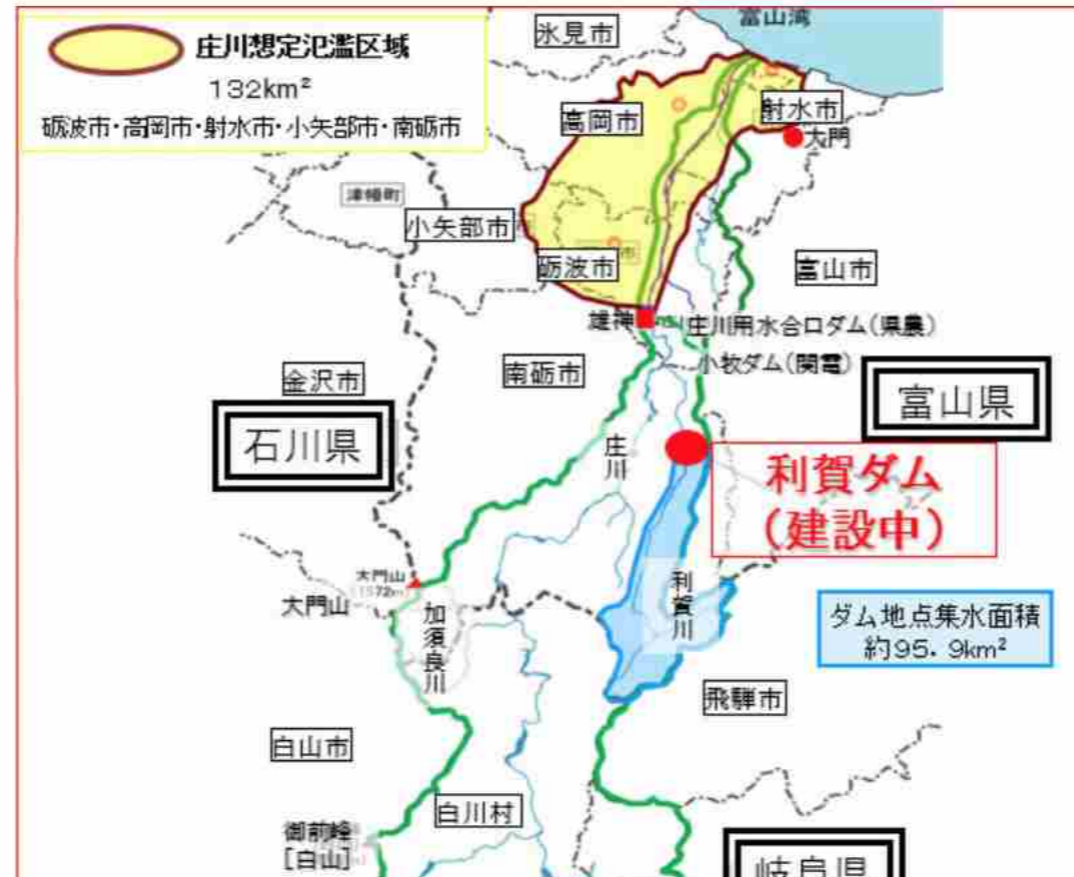 庄川想定氾濫区域
132km²
砺波市・高岡市・射水市・小矢部市・南砺市
氷見市
富山湾
高岡市
射水市
大門
津幡町
小矢部市
砺波市
富山市
雄神
庄川用水合口ダム(県農)
小牧ダム(関電)
南砺市
金沢市
富山県
石川県
庄川
利賀ダム
(建設中)
大門山
大門山
加須良川
利賀川
ダム地点集水面積
約95.9km²
飛騨市
白山市
白川村
御前峰
[白山]
岐阜県